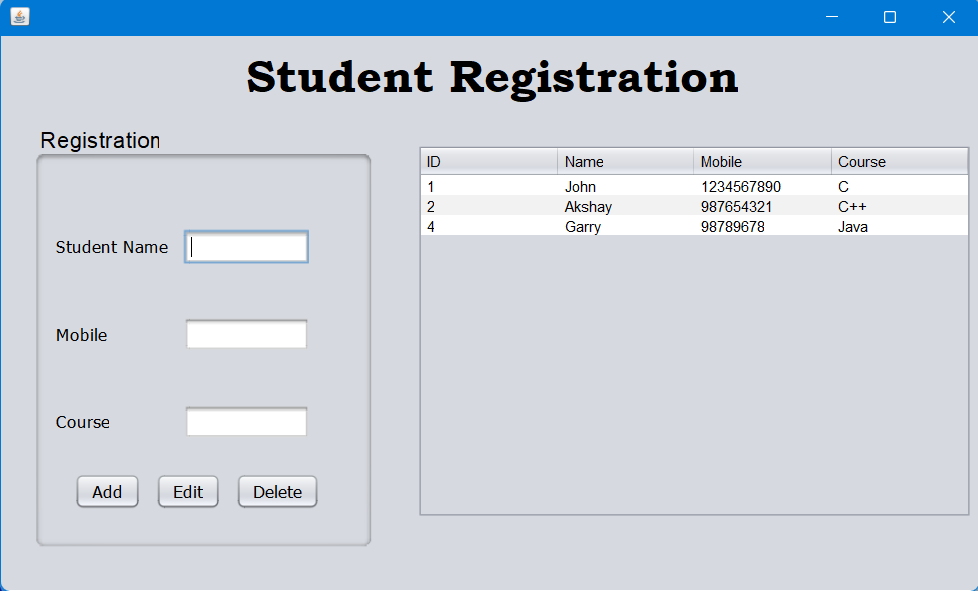 Student Registration
Registration
Student Name
Mobile
Course
Add Edit Delete
ID Name Mobile Course
1 John 1234567890 C
2 Akshay 987654321 C++
4 Garry 98789678 Java